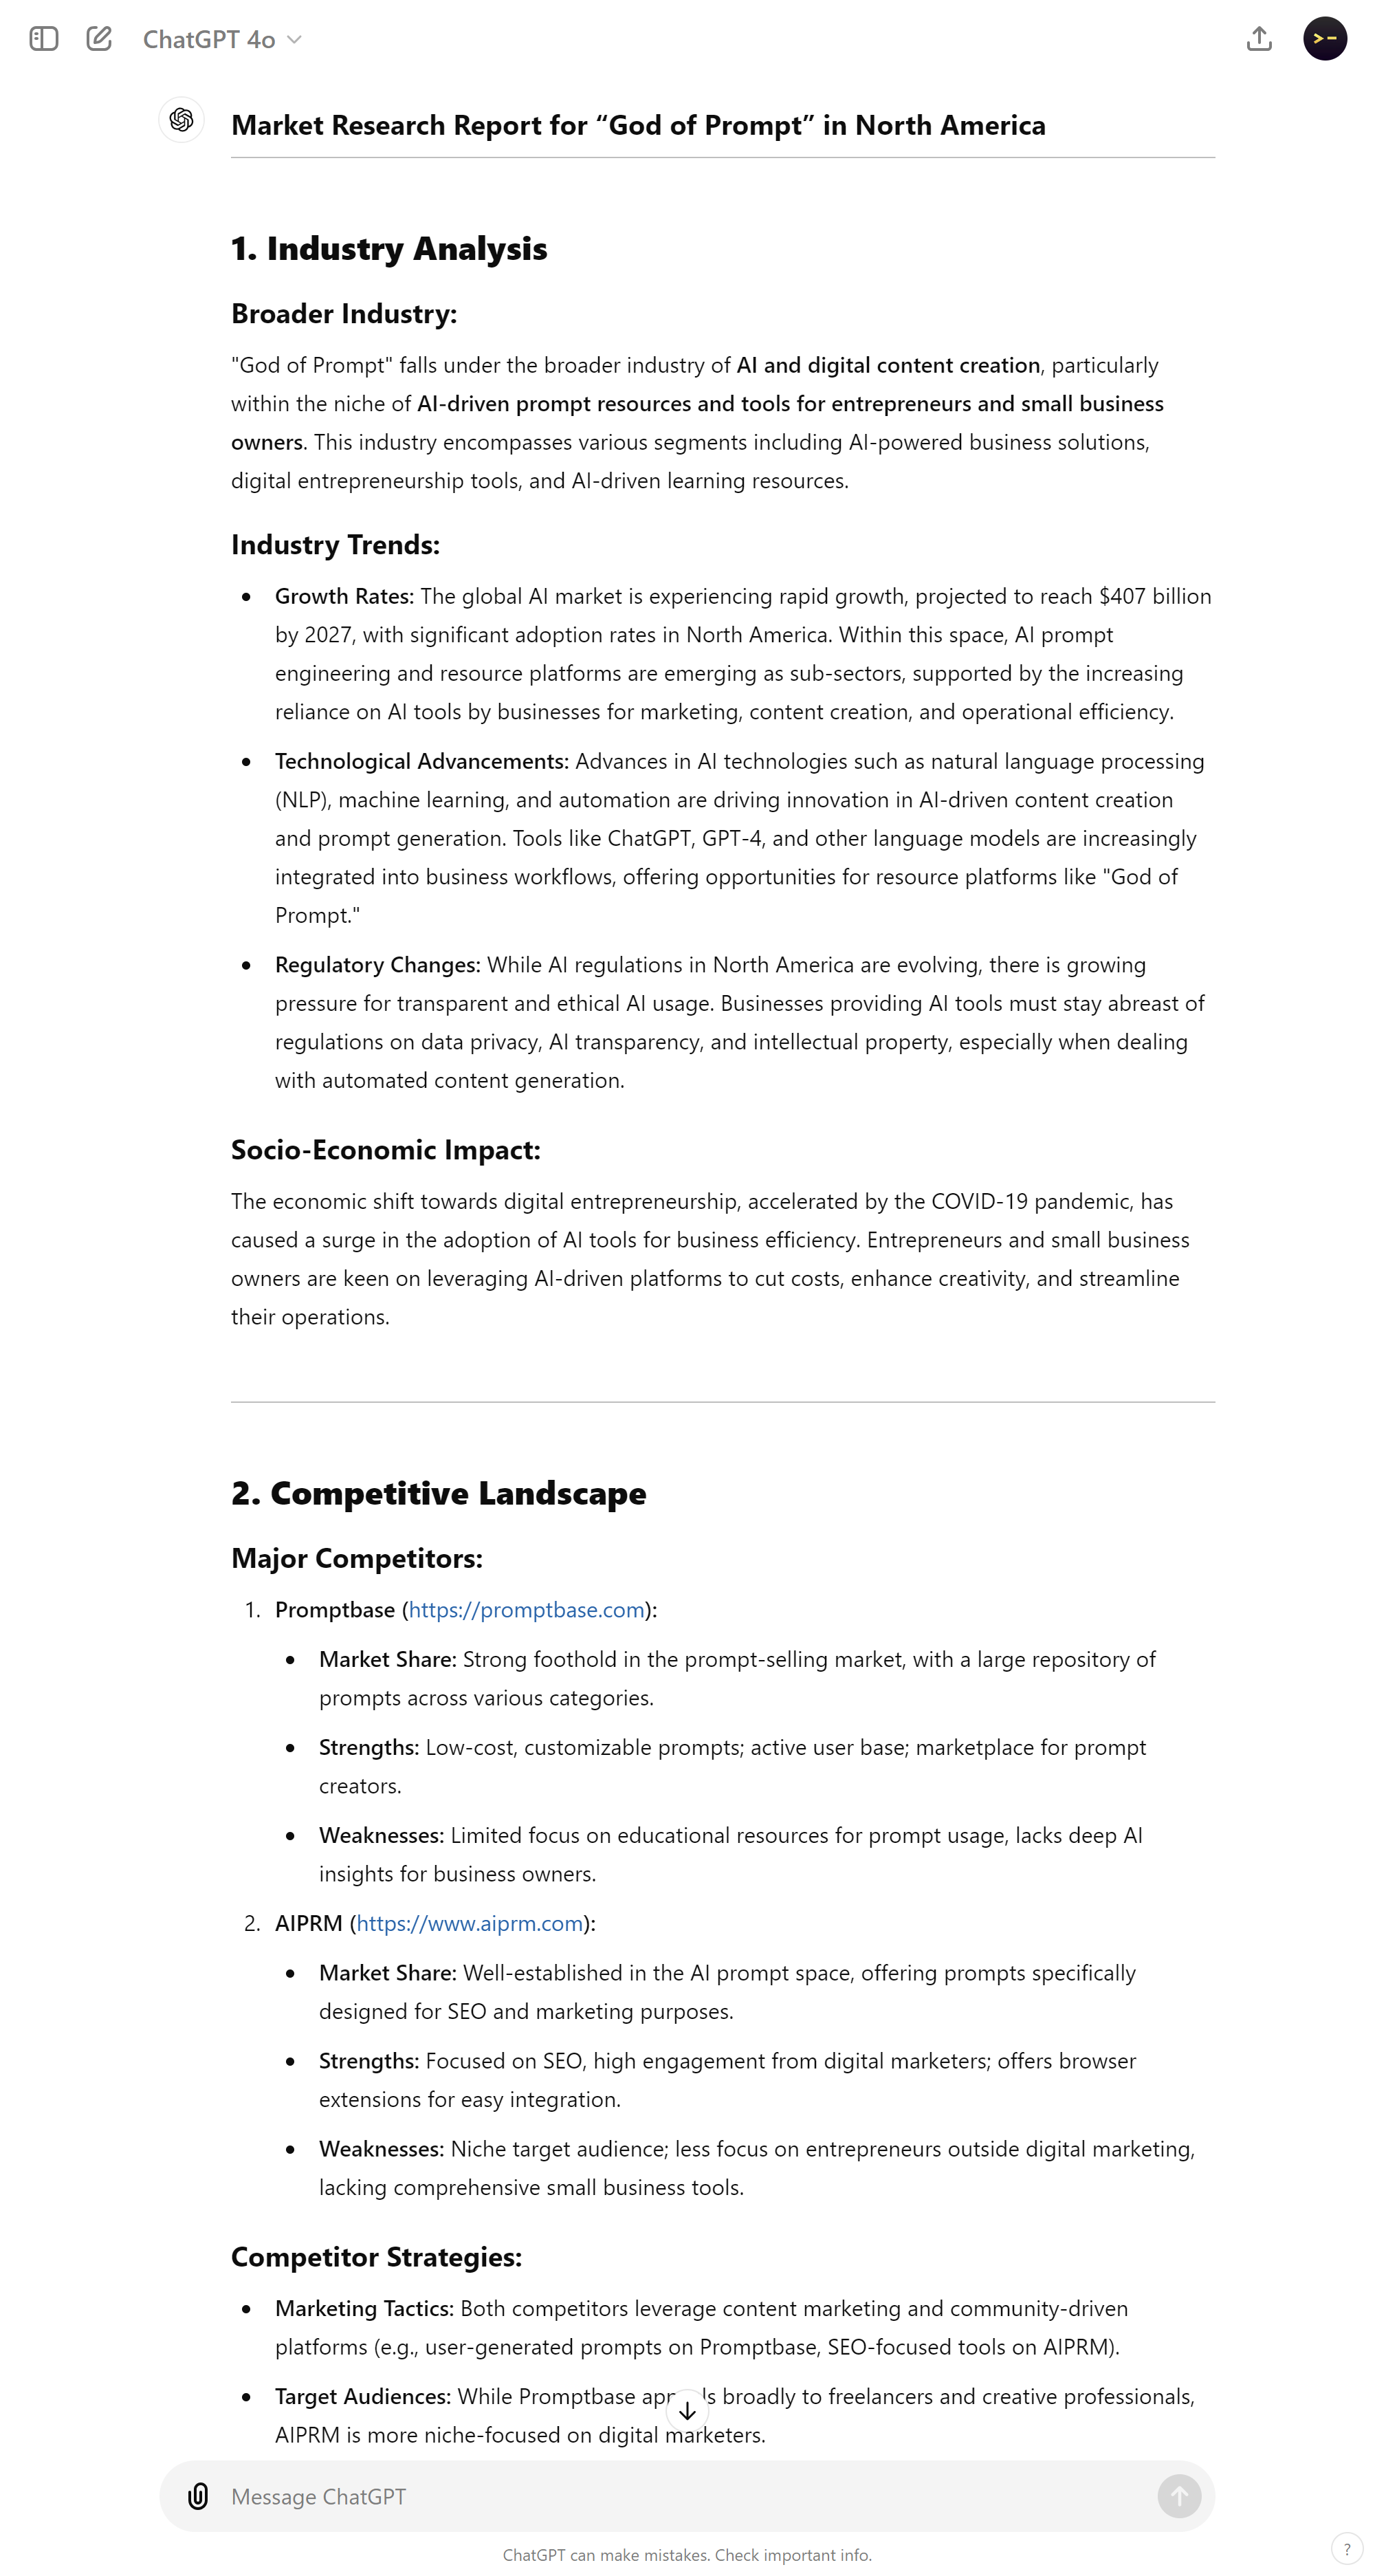 ChatGPT 4o
Market Research Report for “God of Prompt” in North America
1. Industry Analysis
Broader Industry:
"God of Prompt" falls under the broader industry of AI and digital content creation, particularly
within the niche of AI-driven prompt resources and tools for entrepreneurs and small business
owners. This industry encompasses various segments including AI-powered business solutions,
digital entrepreneurship tools, and AI-driven learning resources.
Industry Trends:
• Growth Rates: The global AI market is experiencing rapid growth, projected to reach $407 billion
by 2027, with significant adoption rates in North America. Within this space, AI prompt
engineering and resource platforms are emerging as sub-sectors, supported by the increasing
reliance on AI tools by businesses for marketing, content creation, and operational efficiency.
• Technological Advancements: Advances in AI technologies such as natural language processing
(NLP), machine learning, and automation are driving innovation in AI-driven content creation
and prompt generation. Tools like ChatGPT, GPT-4, and other language models are increasingly
integrated into business workflows, offering opportunities for resource platforms like "God of
Prompt."
• Regulatory Changes: While AI regulations in North America are evolving, there is growing
pressure for transparent and ethical AI usage. Businesses providing AI tools must stay abreast of
regulations on data privacy, AI transparency, and intellectual property, especially when dealing
with automated content generation.
Socio-Economic Impact:
The economic shift towards digital entrepreneurship, accelerated by the COVID-19 pandemic, has
caused a surge in the adoption of AI tools for business efficiency. Entrepreneurs and small business
owners are keen on leveraging AI-driven platforms to cut costs, enhance creativity, and streamline
their operations.
2. Competitive Landscape
Major Competitors:
1. Promptbase (https://promptbase.com):
• Market Share: Strong foothold in the prompt-selling market, with a large repository of
prompts across various categories.
• Strengths: Low-cost, customizable prompts; active user base; marketplace for prompt
creators.
• Weaknesses: Limited focus on educational resources for prompt usage, lacks deep AI
insights for business owners.
2. AIPRM (https://www.aiprm.com):
• Market Share: Well-established in the AI prompt space, offering prompts specifically
designed for SEO and marketing purposes.
• Strengths: Focused on SEO, high engagement from digital marketers; offers browser
extensions for easy integration.
• Weaknesses: Niche target audience; less focus on entrepreneurs outside digital marketing,
lacking comprehensive small business tools.
Competitor Strategies:
• Marketing Tactics: Both competitors leverage content marketing and community-driven
platforms (e.g., user-generated prompts on Promptbase, SEO-focused tools on AIPRM).
• Target Audiences: While Promptbase broadly to freelancers and creative professionals,
AIPRM is more niche-focused on digital marketers.
Message ChatGPT
ChatGPT can make mistakes. Check important info.
?